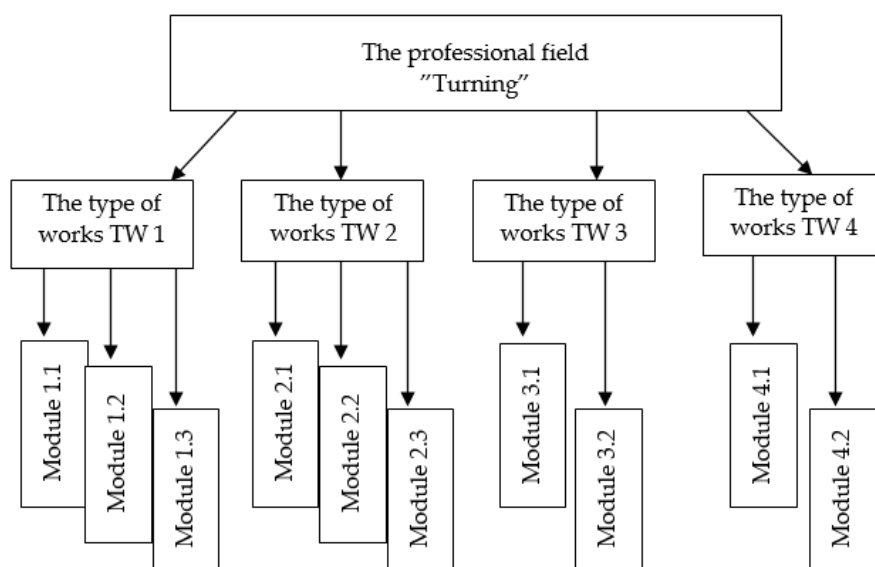 The professional field
”Turning”
The type of
works TW 1
The type of
works TW 2
The type of
works TW 3
The type of
works TW 4
Module 1.1
Module 1.2
Module 1.3
Module 2.1
Module 2.2
Module 2.3
Module 3.1
Module 3.2
Module 4.1
Module 4.2